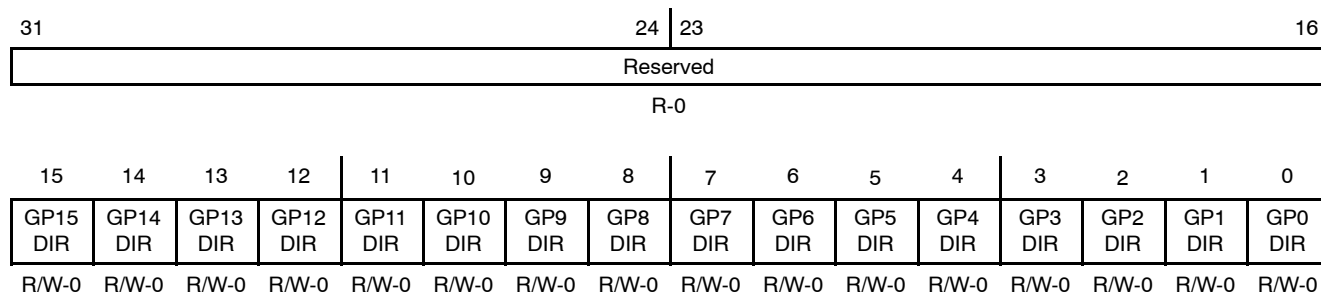 31 24 23 16
Reserved
R-0
15 14 13 12 11 10 9 8 7 6 5 4 3 2 1 0
GP15 GP14 GP13 GP12 GP11 GP10 GP9 GP8 GP7 GP6 GP5 GP4 GP3 GP2 GP1 GP0
DIR DIR DIR DIR DIR DIR DIR DIR DIR DIR DIR DIR DIR DIR DIR DIR
R/W-0 R/W-0 R/W-0 R/W-0 R/W-0 R/W-0 R/W-0 R/W-0 R/W-0 R/W-0 R/W-0 R/W-0 R/W-0 R/W-0 R/W-0 R/W-0